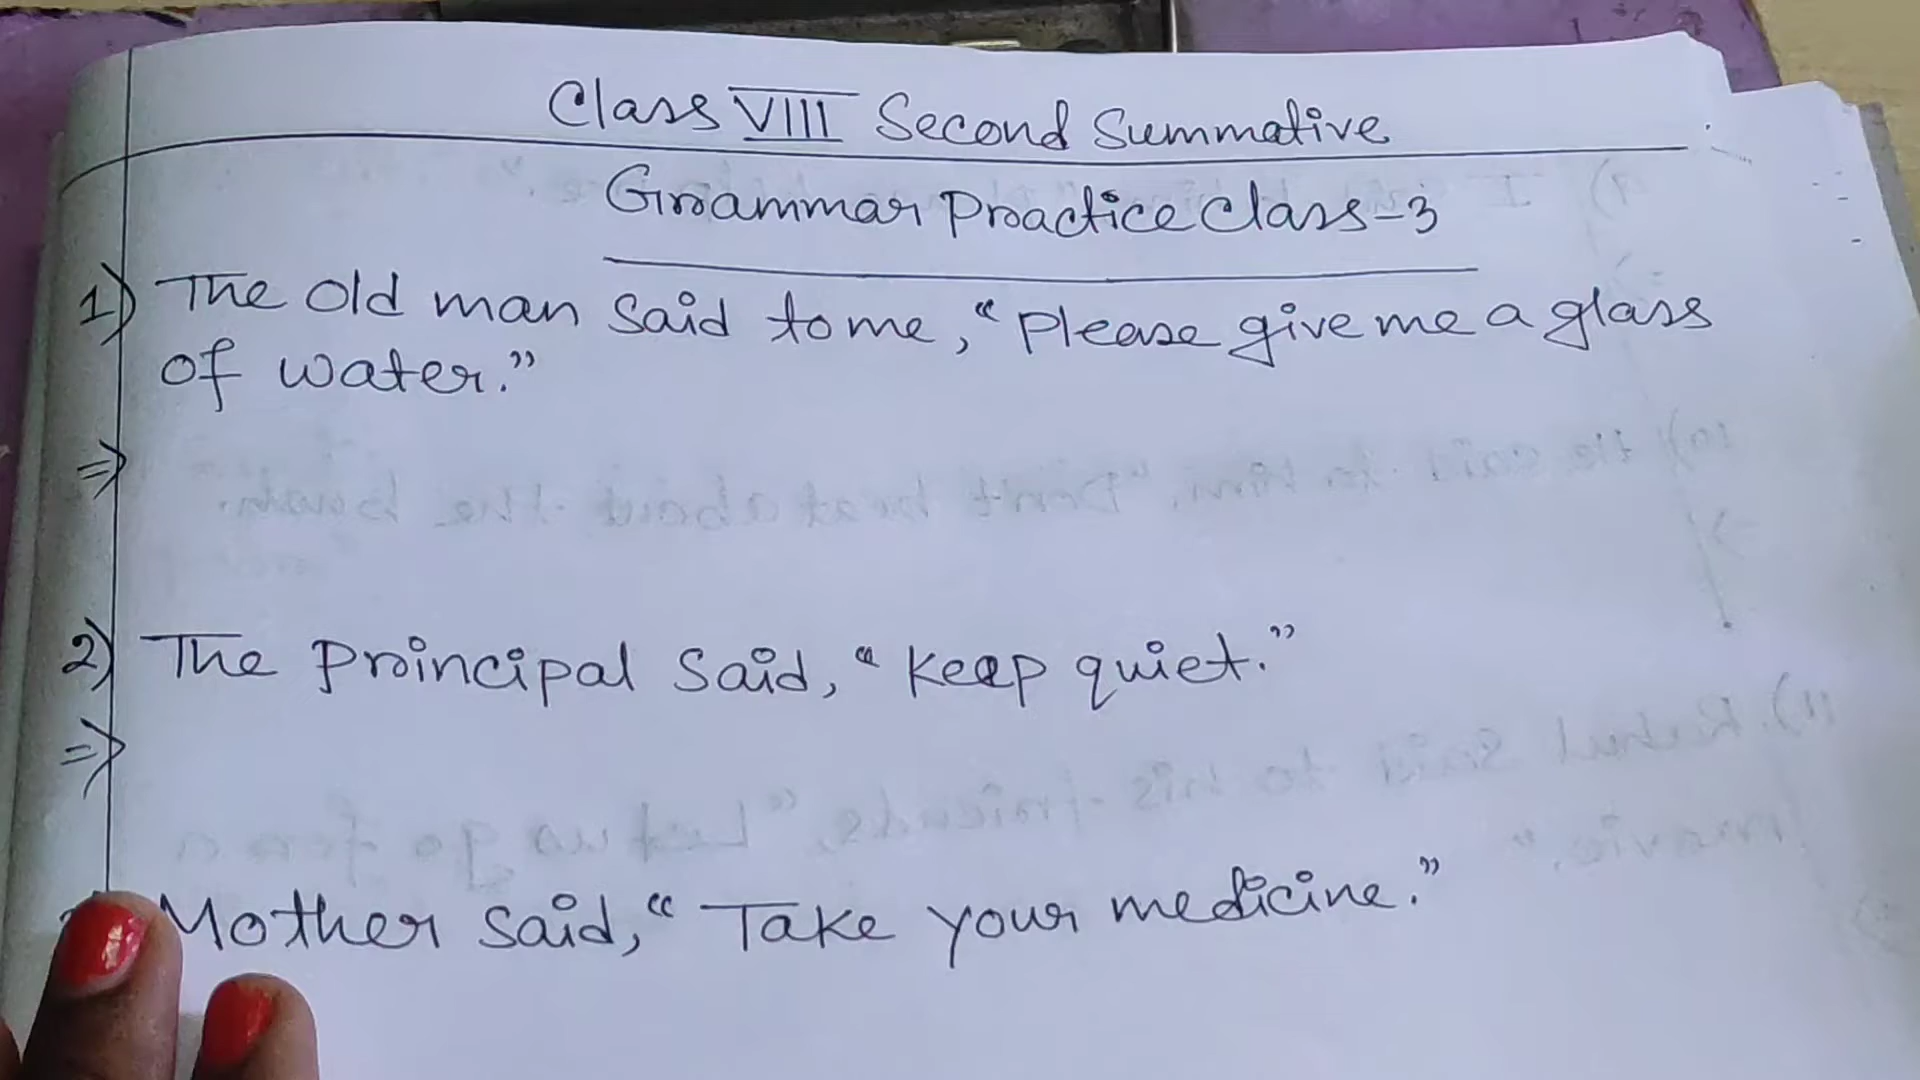 Class VIII Second Summative
Grammar Practice Class-3
1) The old man said to me, "Please give me a glass
of water."
⇒
2) The Principal said, "Keep quiet."
⇒
Mother said, "Take your medicine."